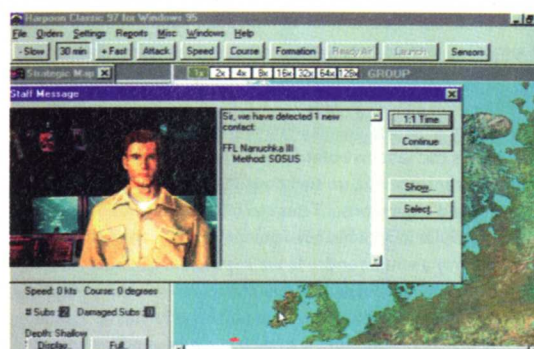 Harpoon Classic 97 for Windows 95
File Orders Settings Reports Misc Windows Help
- Slow 30 min + Fast Attack Speed Course Formation Ready Air Launch Sensors
Strategic Map 1x 2x 4x 8x 16x 32x 64x 128x GROUP
Staff Message
Sir, we have detected 1 new
contact:
FFL Nanuchka III
Method: SOSUS
1:1 Time
Continue
Show...
Select...
Speed: 0 kts Course: 0 degrees
# Subs: 2 Damaged Subs: 0
Depth: Shallow
Display... Full...